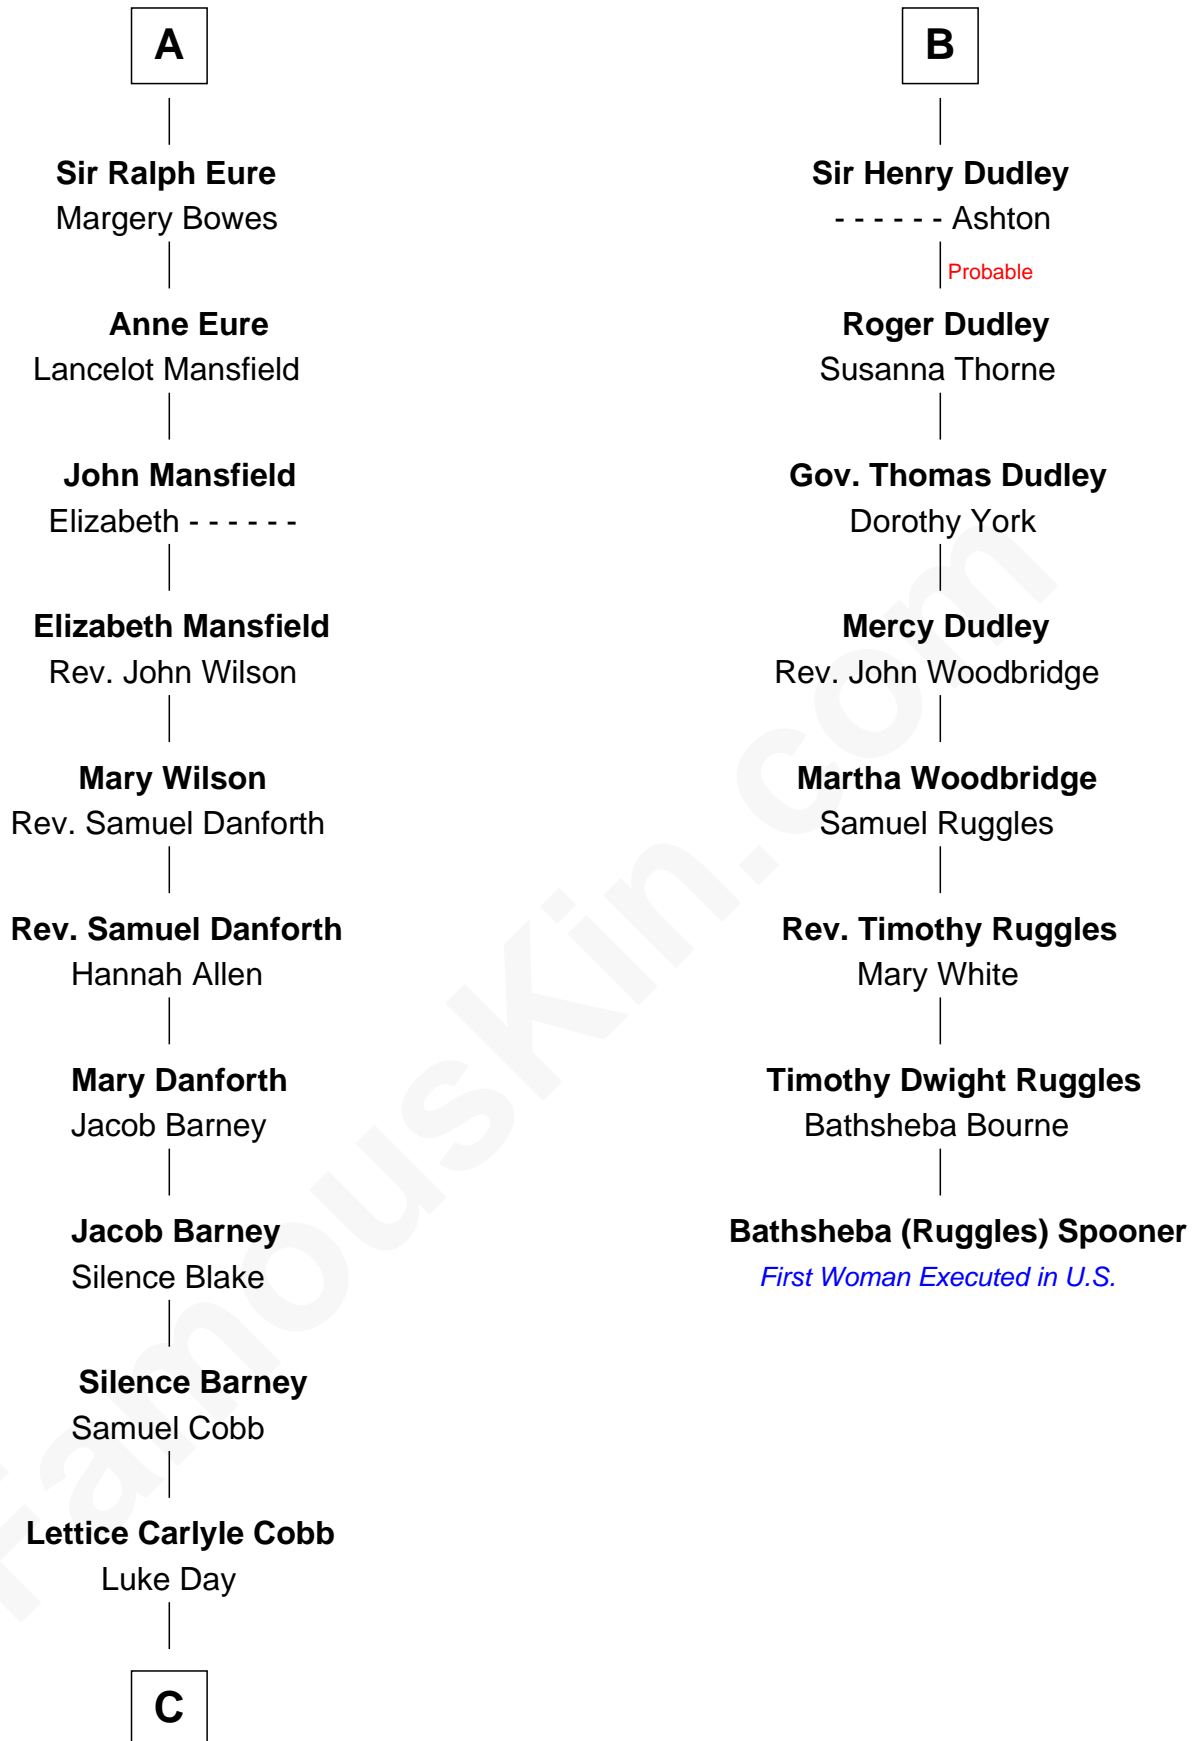 A
Sir Ralph Eure
Margery Bowes
Anne Eure
Lancelot Mansfield
John Mansfield
Elizabeth - - - - - -
Elizabeth Mansfield
Rev. John Wilson
Mary Wilson
Rev. Samuel Danforth
Rev. Samuel Danforth
Hannah Allen
Mary Danforth
Jacob Barney
Jacob Barney
Silence Blake
Silence Barney
Samuel Cobb
Lettice Carlyle Cobb
Luke Day
C
B
Sir Henry Dudley
- - - - - - Ashton
Probable
Roger Dudley
Susanna Thorne
Gov. Thomas Dudley
Dorothy York
Mercy Dudley
Rev. John Woodbridge
Martha Woodbridge
Samuel Ruggles
Rev. Timothy Ruggles
Mary White
Timothy Dwight Ruggles
Bathsheba Bourne
Bathsheba (Ruggles) Spooner
First Woman Executed in U.S.
FamousKin.com